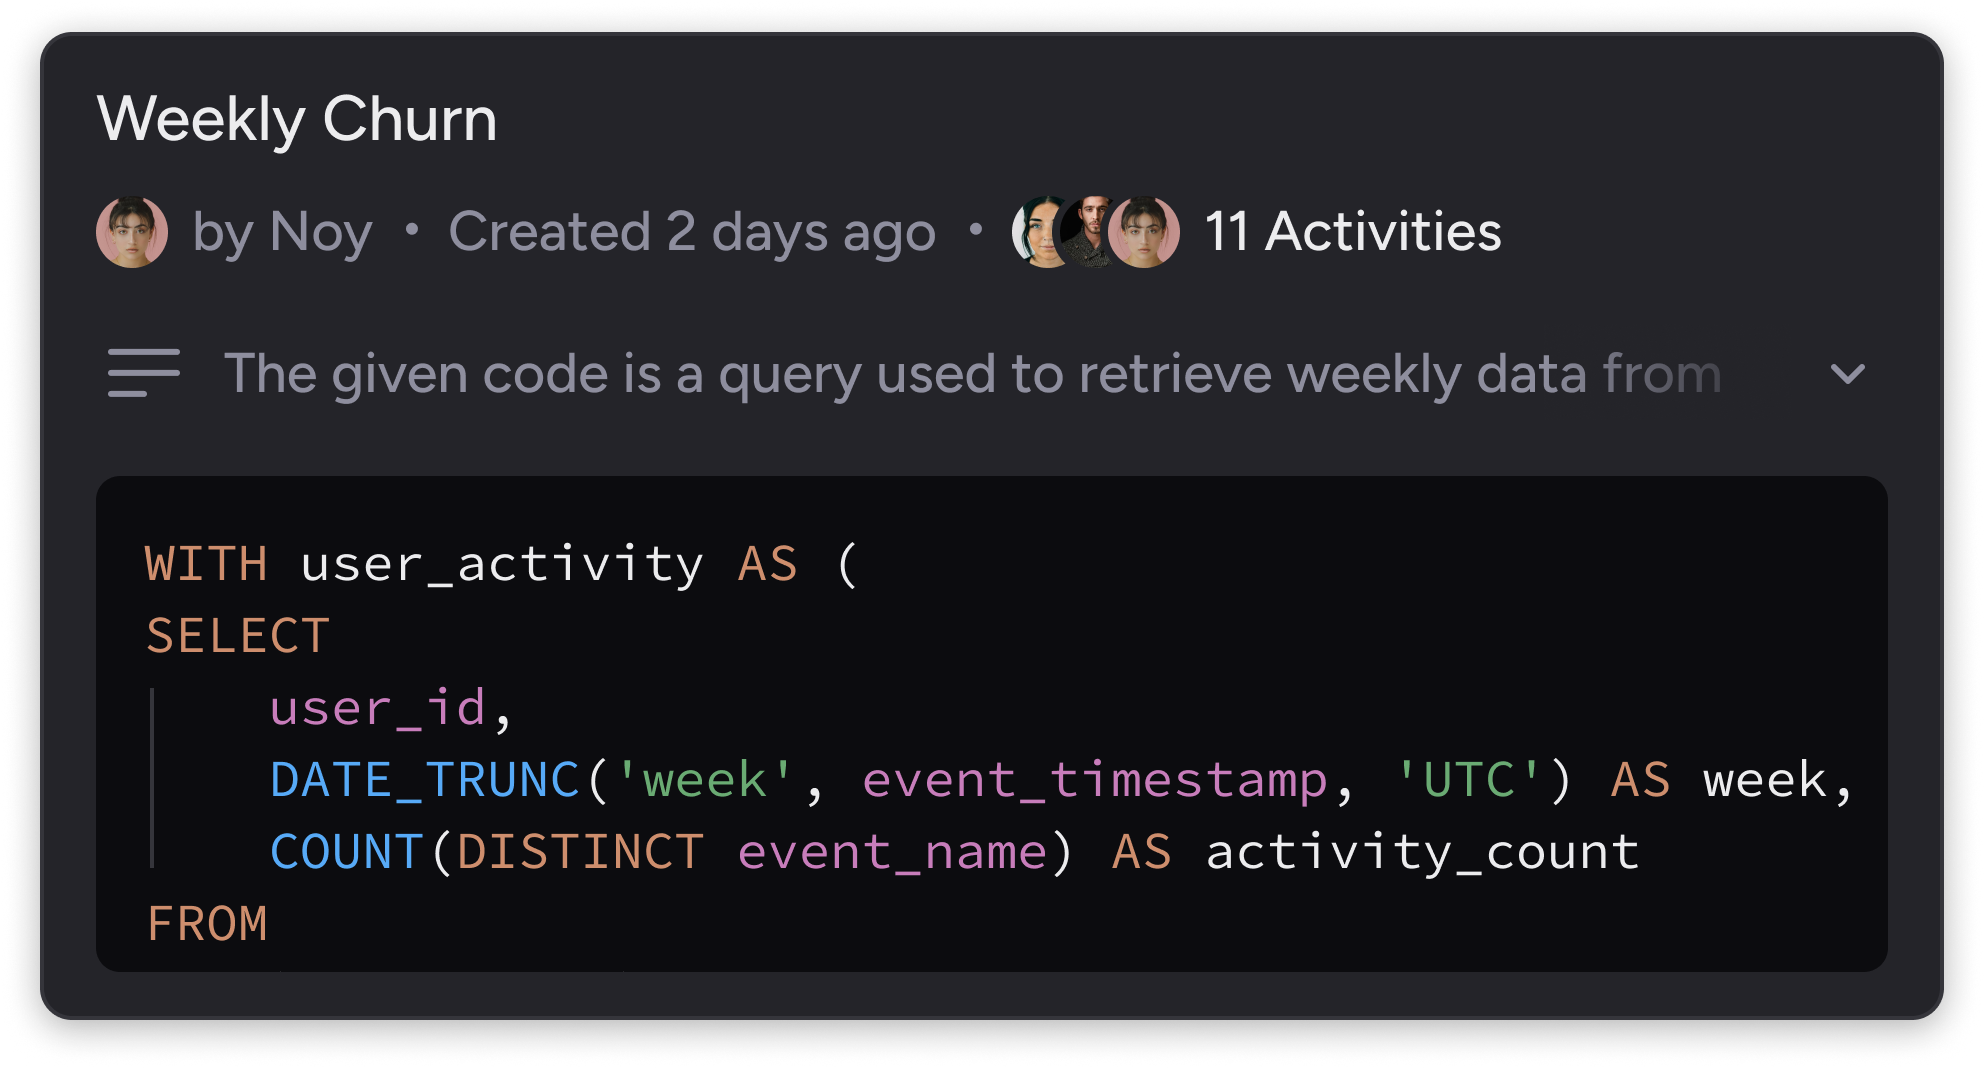 Weekly Churn
by Noy • Created 2 days ago • 11 Activities
The given code is a query used to retrieve weekly data from
WITH user_activity AS (
SELECT
    user_id,
    DATE_TRUNC('week', event_timestamp, 'UTC') AS week,
    COUNT(DISTINCT event_name) AS activity_count
FROM